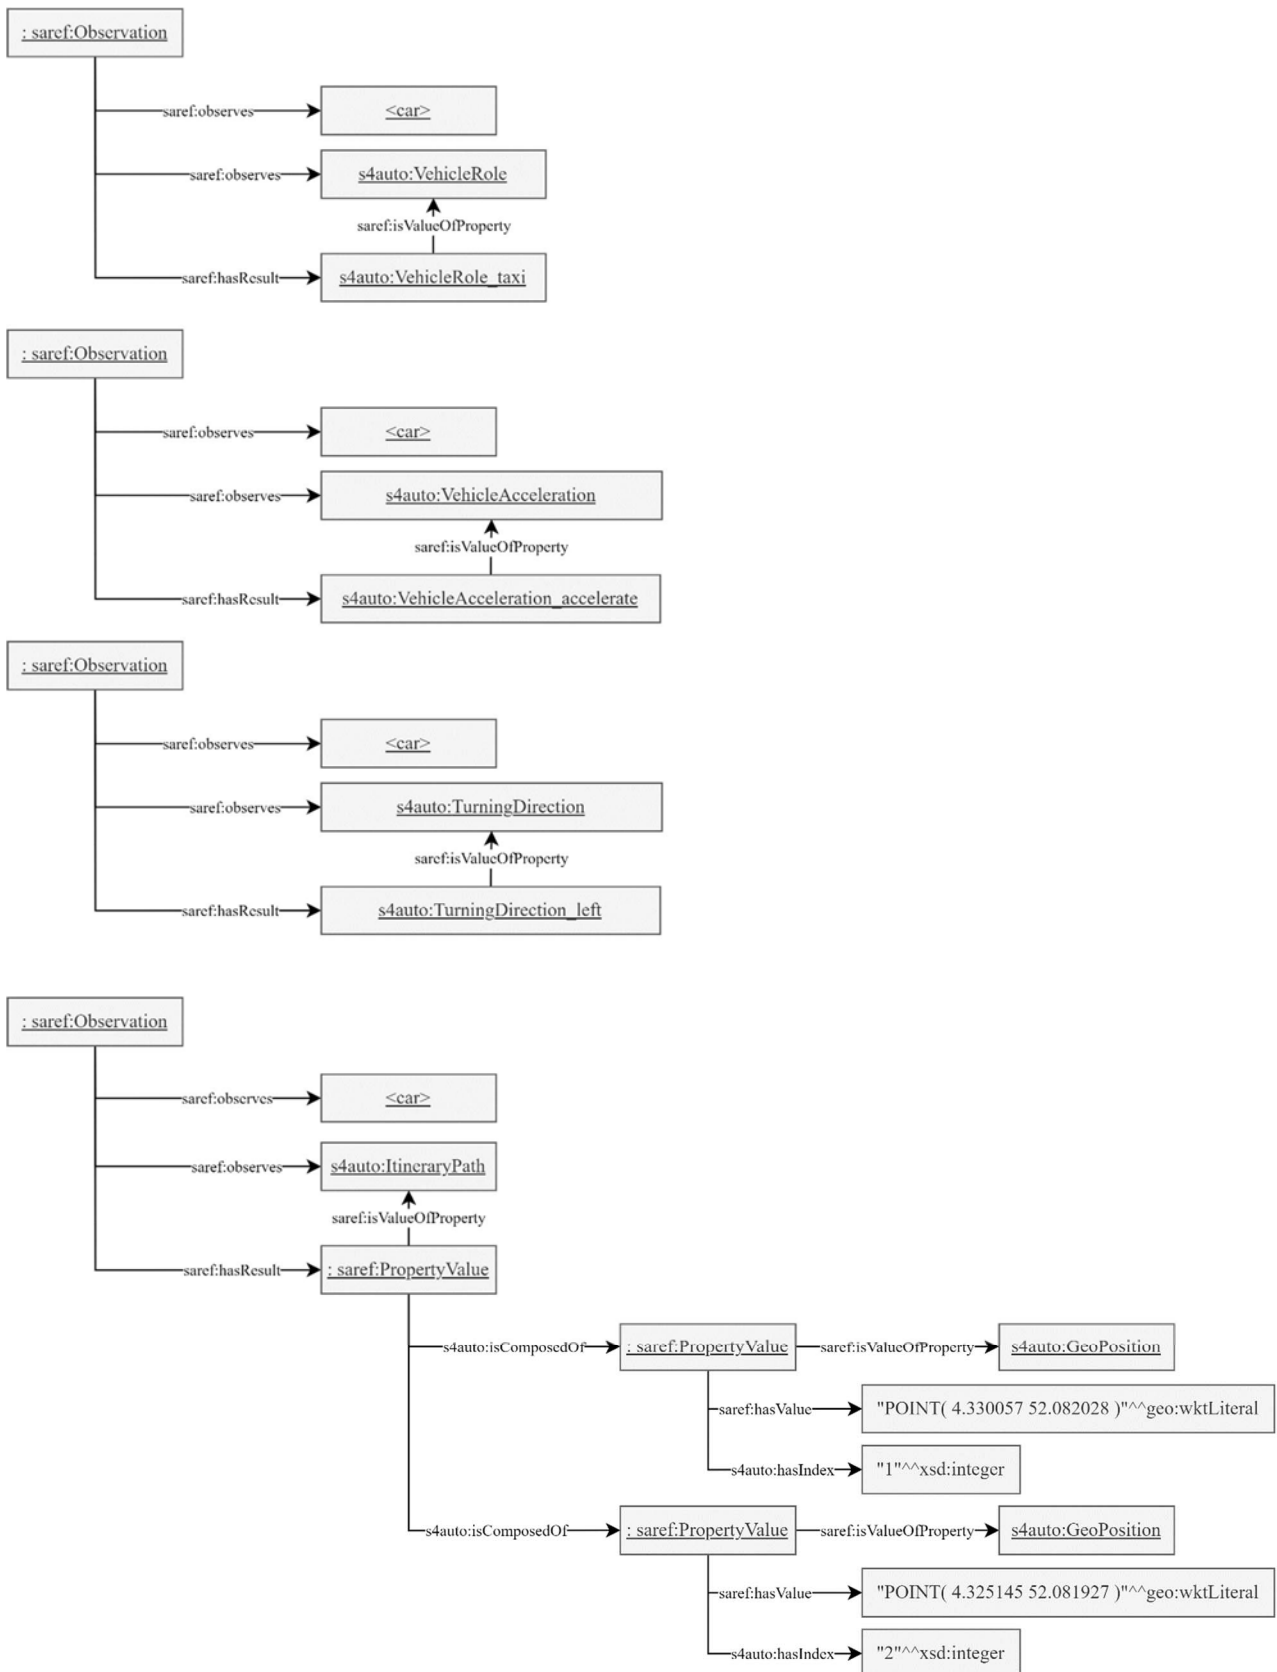 : saref:Observation
saref:observes
<car>
saref:observes
s4auto:VehicleRole
saref:isValueOfProperty
saref:hasResult
s4auto:VehicleRole_taxi
: saref:Observation
saref:observes
<car>
saref:observes
s4auto:VehicleAcceleration
saref:isValueOfProperty
saref:hasResult
s4auto:VehicleAcceleration_accelerate
: saref:Observation
saref:observes
<car>
saref:observes
s4auto:TurningDirection
saref:isValueOfProperty
saref:hasResult
s4auto:TurningDirection_left
: saref:Observation
saref:observes
<car>
saref:observes
s4auto:ItineraryPath
saref:isValueOfProperty
saref:hasResult
: saref:PropertyValue
s4auto:isComposedOf
: saref:PropertyValue
saref:isValueOfProperty
s4auto:GeoPosition
saref:hasValue
"POINT( 4.330057 52.082028 )"^^geo:wktLiteral
s4auto:hasIndex
"1"^^xsd:integer
s4auto:isComposedOf
: saref:PropertyValue
saref:isValueOfProperty
s4auto:GeoPosition
saref:hasValue
"POINT( 4.325145 52.081927 )"^^geo:wktLiteral
s4auto:hasIndex
"2"^^xsd:integer